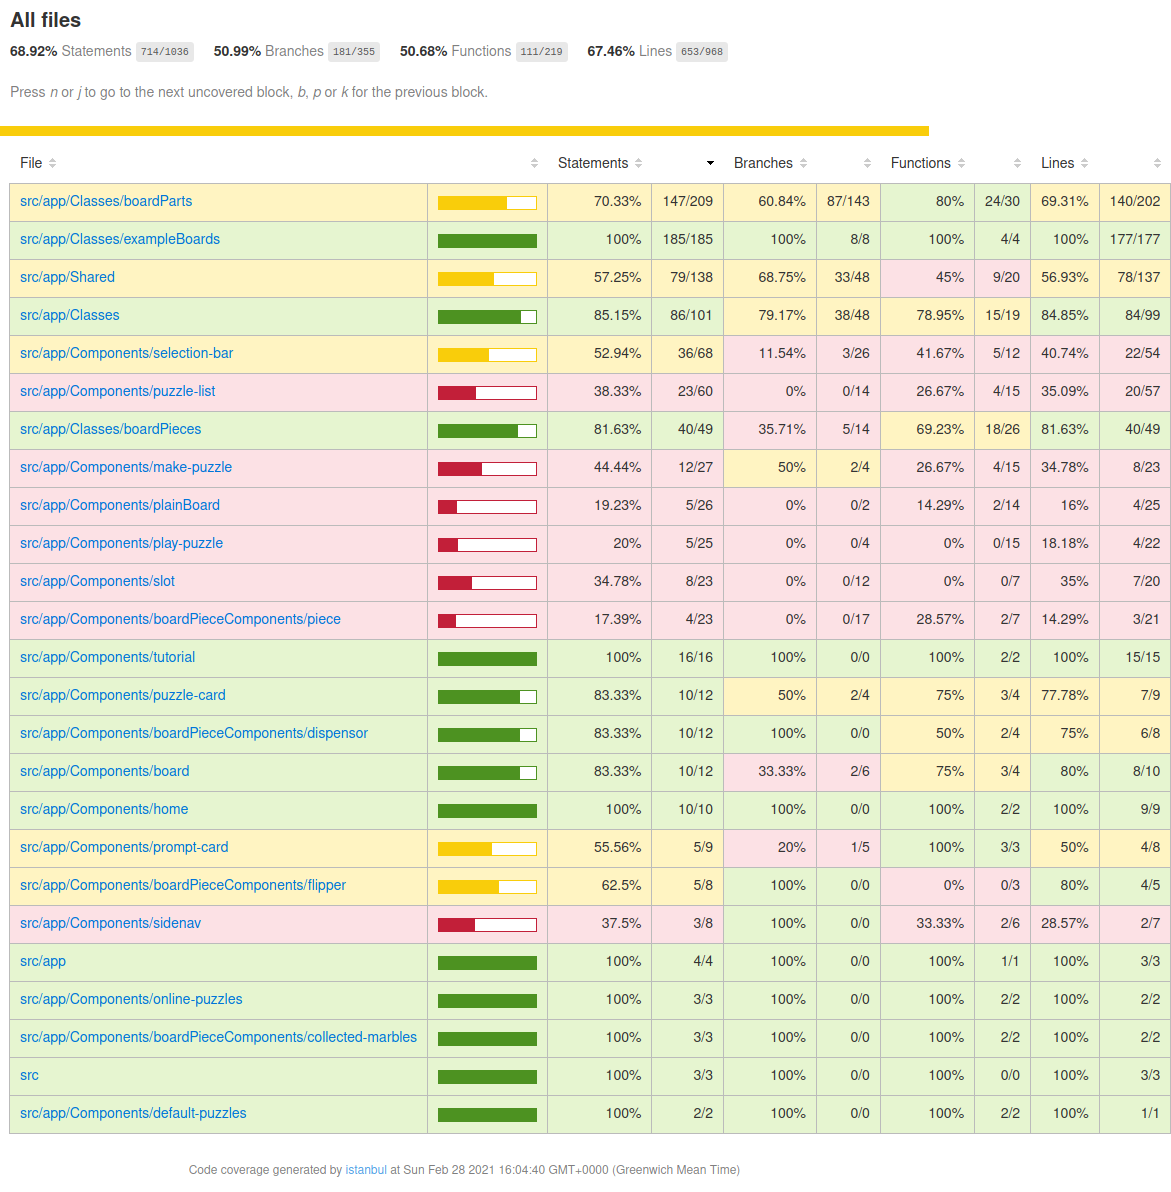 All files
68.92% Statements 714/1036 50.99% Branches 181/355 50.68% Functions 111/219 67.46% Lines 653/968
Press n or j to go to the next uncovered block, b, p or k for the previous block.
File Statements Branches Functions Lines
src/app/Classes/boardParts 70.33% 147/209 60.84% 87/143 80% 24/30 69.31% 140/202
src/app/Classes/exampleBoards 100% 185/185 100% 8/8 100% 4/4 100% 177/177
src/app/Shared 57.25% 79/138 68.75% 33/48 45% 9/20 56.93% 78/137
src/app/Classes 85.15% 86/101 79.17% 38/48 78.95% 15/19 84.85% 84/99
src/app/Components/selection-bar 52.94% 36/68 11.54% 3/26 41.67% 5/12 40.74% 22/54
src/app/Components/puzzle-list 38.33% 23/60 0% 0/14 26.67% 4/15 35.09% 20/57
src/app/Classes/boardPieces 81.63% 40/49 35.71% 5/14 69.23% 18/26 81.63% 40/49
src/app/Components/make-puzzle 44.44% 12/27 50% 2/4 26.67% 4/15 34.78% 8/23
src/app/Components/plainBoard 19.23% 5/26 0% 0/2 14.29% 2/14 16% 4/25
src/app/Components/play-puzzle 20% 5/25 0% 0/4 0% 0/15 18.18% 4/22
src/app/Components/slot 34.78% 8/23 0% 0/12 0% 0/7 35% 7/20
src/app/Components/boardPieceComponents/piece 17.39% 4/23 0% 0/17 28.57% 2/7 14.29% 3/21
src/app/Components/tutorial 100% 16/16 100% 0/0 100% 2/2 100% 15/15
src/app/Components/puzzle-card 83.33% 10/12 50% 2/4 75% 3/4 77.78% 7/9
src/app/Components/boardPieceComponents/dispensor 83.33% 10/12 100% 0/0 50% 2/4 75% 6/8
src/app/Components/board 83.33% 10/12 33.33% 2/6 75% 3/4 80% 8/10
src/app/Components/home 100% 10/10 100% 0/0 100% 2/2 100% 9/9
src/app/Components/prompt-card 55.56% 5/9 20% 1/5 100% 3/3 50% 4/8
src/app/Components/boardPieceComponents/flipper 62.5% 5/8 100% 0/0 0% 0/3 80% 4/5
src/app/Components/sidenav 37.5% 3/8 100% 0/0 33.33% 2/6 28.57% 2/7
src/app 100% 4/4 100% 0/0 100% 1/1 100% 3/3
src/app/Components/online-puzzles 100% 3/3 100% 0/0 100% 2/2 100% 2/2
src/app/Components/boardPieceComponents/collected-marbles 100% 3/3 100% 0/0 100% 2/2 100% 2/2
src 100% 3/3 100% 0/0 100% 0/0 100% 3/3
src/app/Components/default-puzzles 100% 2/2 100% 0/0 100% 2/2 100% 1/1
Code coverage generated by istanbul at Sun Feb 28 2021 16:04:40 GMT+0000 (Greenwich Mean Time)